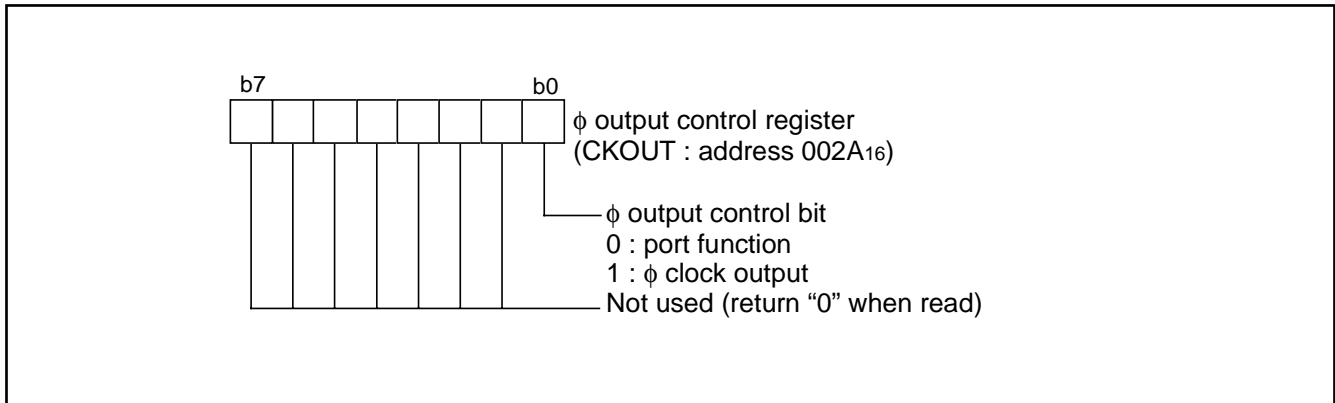 b7 b0
ϕ output control register
(CKOUT : address 002A16)
ϕ output control bit
0 : port function
1 : ϕ clock output
Not used (return “0” when read)